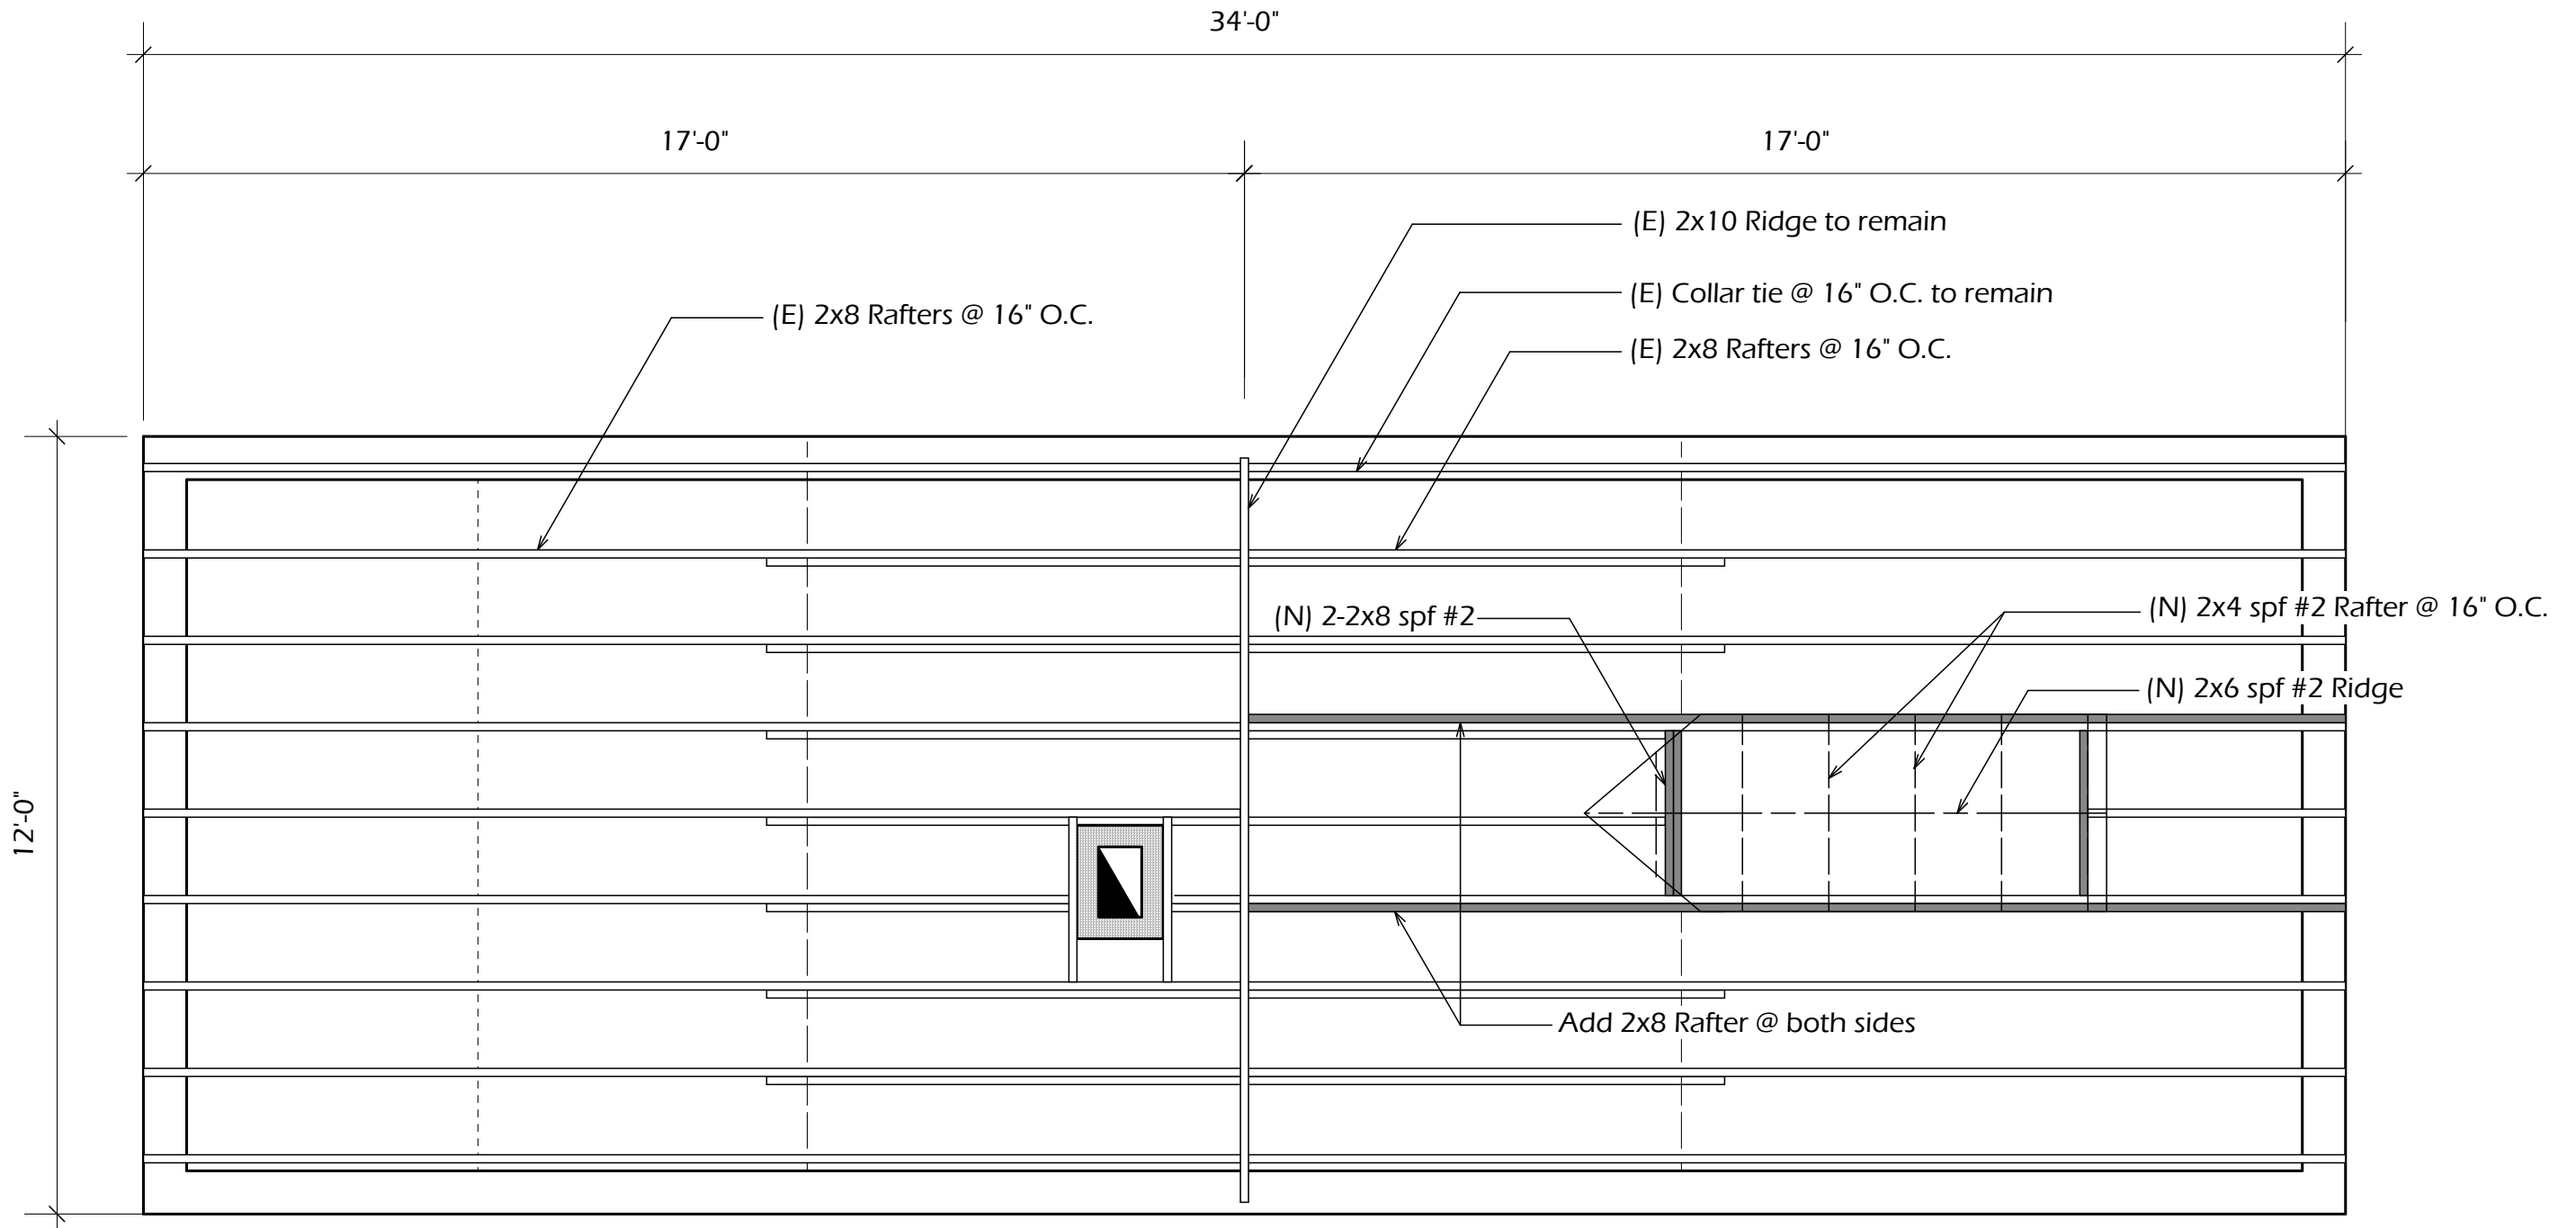 34'-0"
17'-0"
17'-0"
(E) 2x10 Ridge to remain
(E) Collar tie @ 16" O.C. to remain
(E) 2x8 Rafters @ 16" O.C.
(E) 2x8 Rafters @ 16" O.C.
(N) 2-2x8 spf #2
(N) 2x4 spf #2 Rafter @ 16" O.C.
(N) 2x6 spf #2 Ridge
12'-0"
Add 2x8 Rafter @ both sides